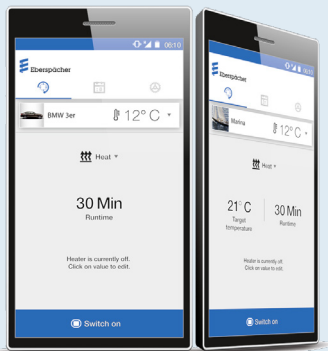 06:10
Eberspächer
BMW 3er
12° C
Heat
30 Min
Runtime
Heater is currently off.
Click on value to edit.
Switch on
06:10
Eberspächer
Marina
12° C
Heat
21° C
Target
temperature
30 Min
Runtime
Heater is currently off.
Click on value to edit.
Switch on